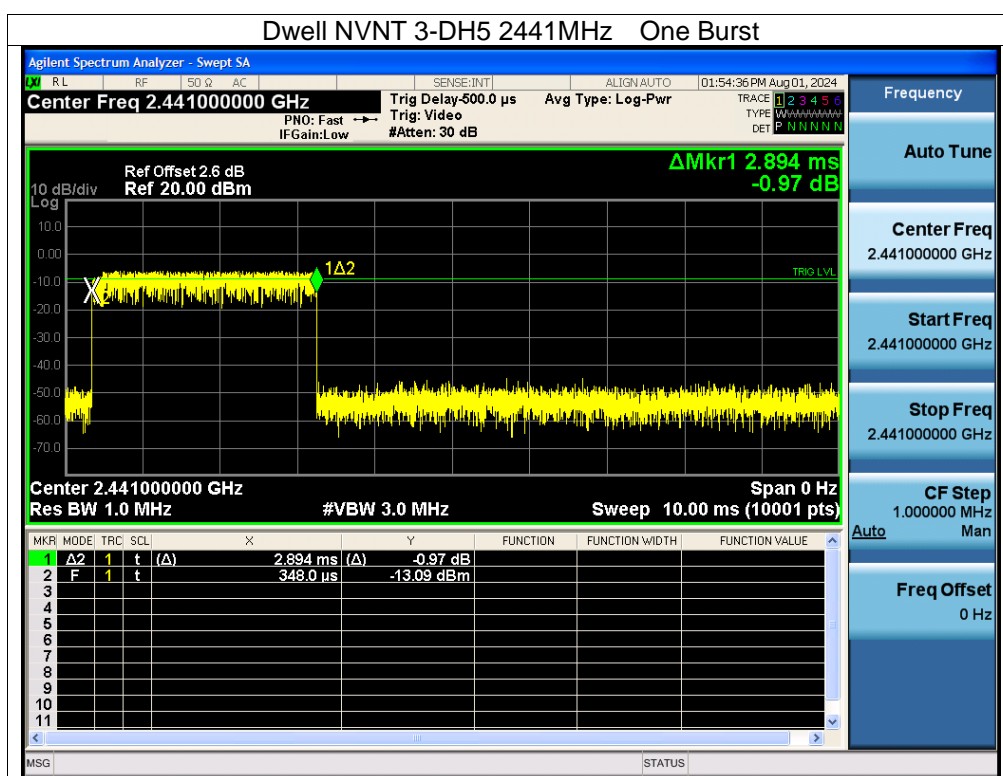 Dwell NVNT 3-DH5 2441MHz One Burst
Agilent Spectrum Analyzer - Swept SA
LXI RL RF 50 Ω AC SENSE:INT ALIGN AUTO 01:54:36 PM Aug 01, 2024
Center Freq 2.441000000 GHz Trig Delay-500.0 µs Avg Type: Log-Pwr TRACE 1 2 3 4 5 6
PNO: Fast Trig: Video TYPE WWWWWW
IFGain:Low #Atten: 30 dB DET P N N N N N
Frequency
Auto Tune
Center Freq
2.441000000 GHz
Start Freq
2.441000000 GHz
Stop Freq
2.441000000 GHz
CF Step
1.000000 MHz
Auto Man
Freq Offset
0 Hz
ΔMkr1 2.894 ms
-0.97 dB
Ref Offset 2.6 dB
10 dB/div Ref 20.00 dBm
Log
10.0
0.00
-10.0
-20.0
-30.0
-40.0
-50.0
-60.0
-70.0
1Δ2
TRIG LVL
Center 2.441000000 GHz Span 0 Hz
Res BW 1.0 MHz #VBW 3.0 MHz Sweep 10.00 ms (10001 pts)
MKR MODE TRC SCL X Y FUNCTION FUNCTION WIDTH FUNCTION VALUE
1 Δ2 1 t (Δ) 2.894 ms (Δ) -0.97 dB
2 F 1 t 348.0 µs -13.09 dBm
3
4
5
6
7
8
9
10
11
MSG STATUS